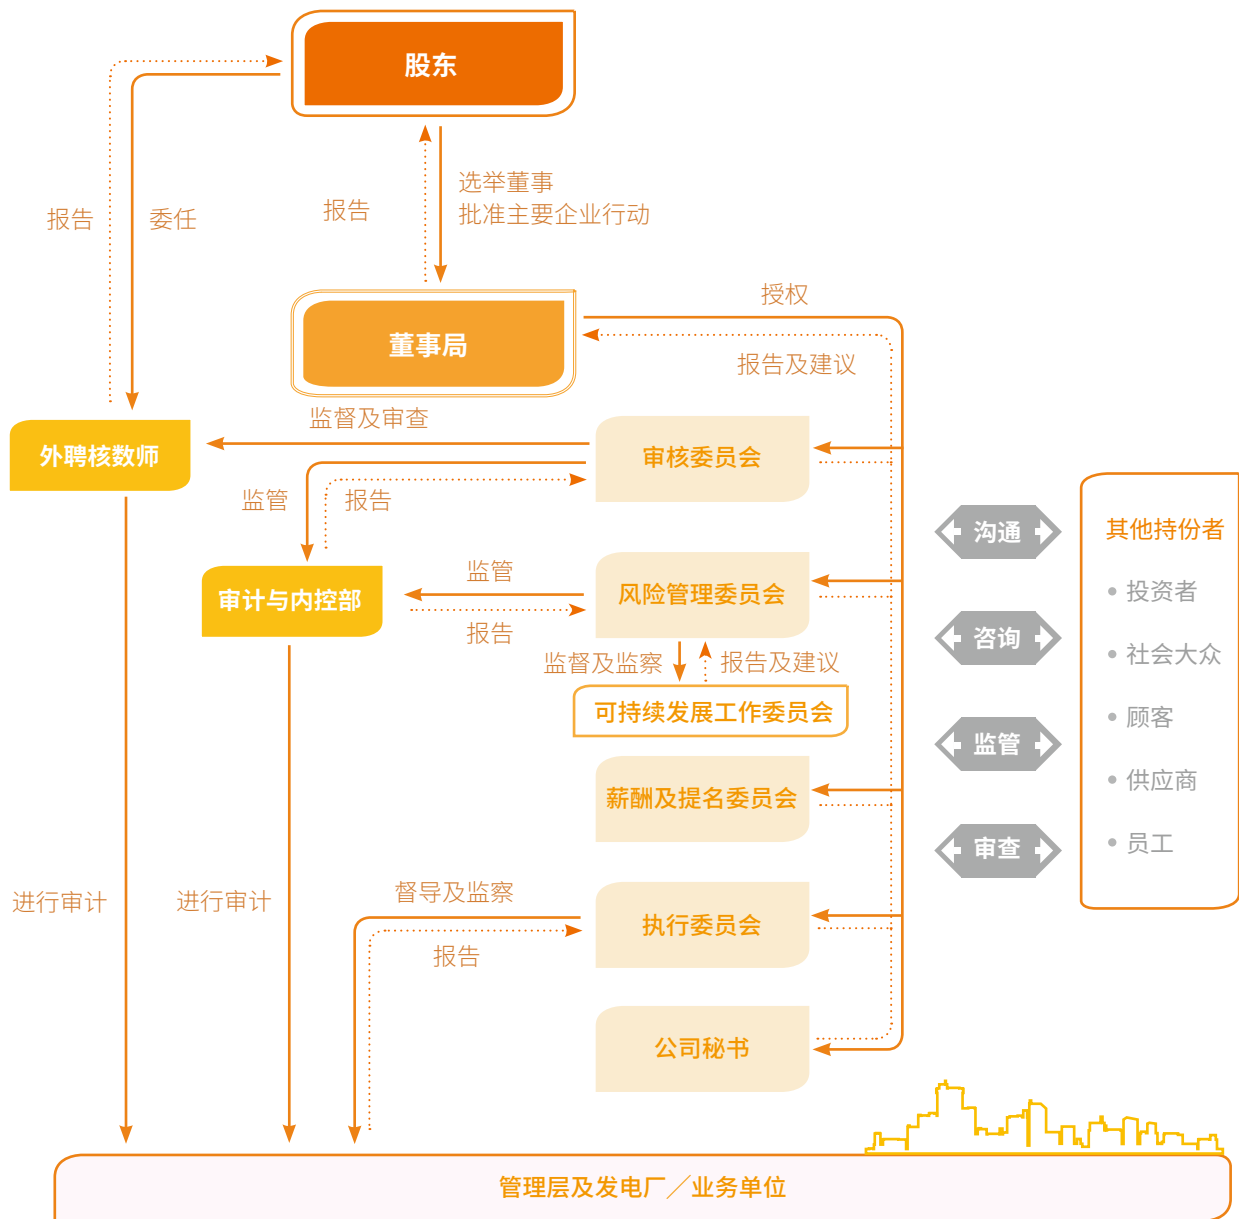 股东
报告
委任
报告
选举董事
批准主要企业行动
董事局
授权
报告及建议
监督及审查
外聘核数师
审核委员会
监管
报告
审计与内控部
监管
报告
风险管理委员会
监督及监察
报告及建议
可持续发展工作委员会
薪酬及提名委员会
进行审计
进行审计
督导及监察
报告
执行委员会
公司秘书
沟通
咨询
监管
审查
其他持份者
• 投资者
• 社会大众
• 顾客
• 供应商
• 员工
管理层及发电厂／业务单位